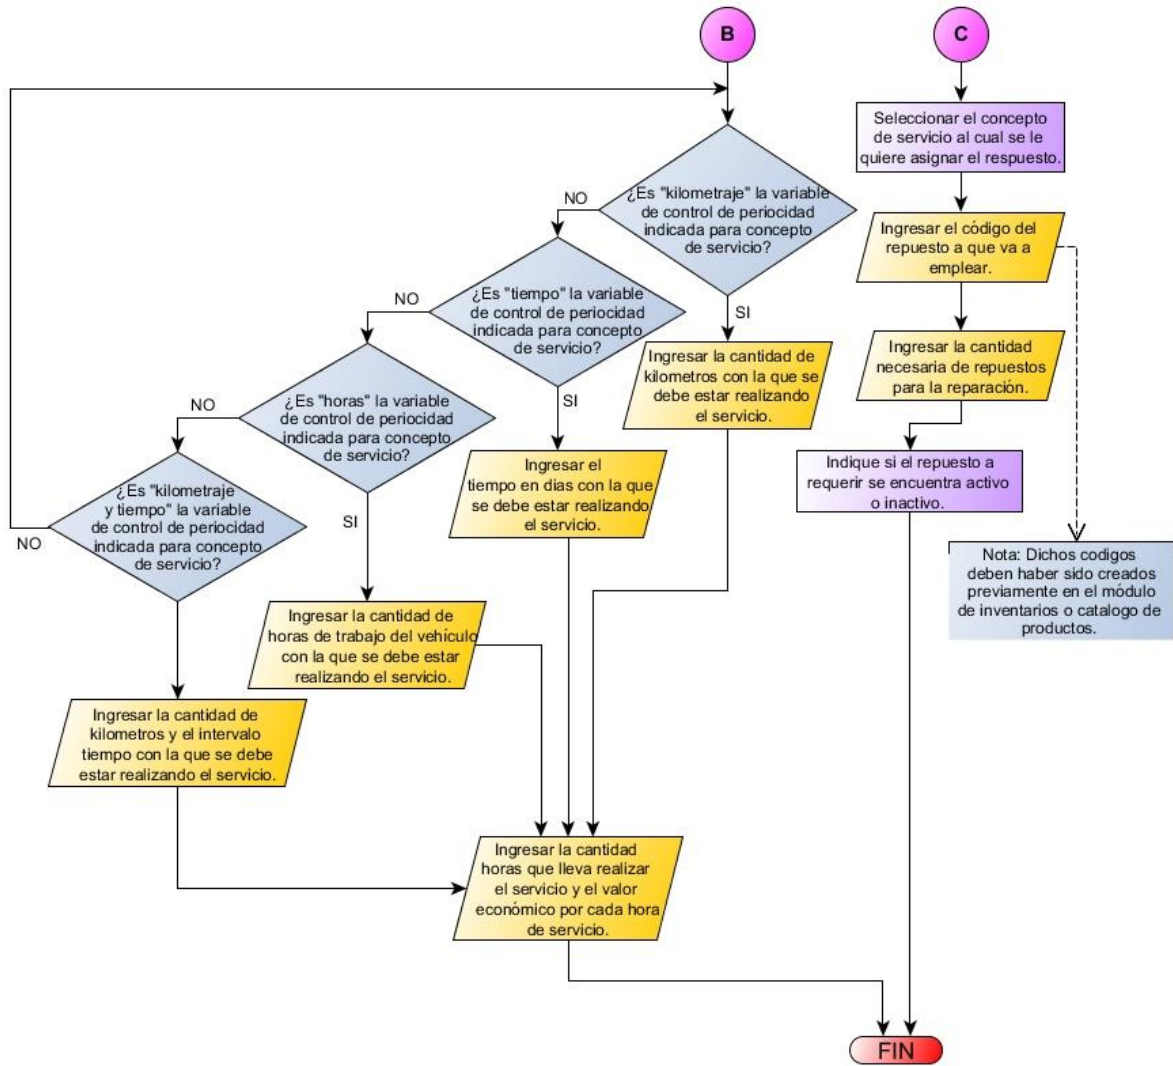 B
C
Seleccionar el concepto
de servicio al cual se le
quiere asignar el respuesto.
¿Es "kilometraje" la variable
de control de periocidad
indicada para concepto
de servicio?
NO
SI
Ingresar el código del
repuesto a que va a
emplear.
¿Es "tiempo" la variable
de control de periocidad
indicada para concepto
de servicio?
NO
SI
Ingresar la cantidad de
kilometros con la que se
debe estar realizando
el servicio.
Ingresar la cantidad
necesaria de repuestos
para la reparación.
¿Es "horas" la variable
de control de periocidad
indicada para concepto
de servicio?
NO
SI
Ingresar el
tiempo en dias con la que
se debe estar realizando
el servicio.
Indique si el repuesto a
requerir se encuentra activo
o inactivo.
¿Es "kilometraje
y tiempo" la variable
de control de periocidad
indicada para concepto
de servicio?
NO
Nota: Dichos codigos
deben haber sido creados
previamente en el módulo
de inventarios o catalogo de
productos.
Ingresar la cantidad de
horas de trabajo del vehículo
con la que se debe estar
realizando el servicio.
Ingresar la cantidad de
kilometros y el intervalo
tiempo con la que se debe
estar realizando el servicio.
Ingresar la cantidad
horas que lleva realizar
el servicio y el valor
económico por cada hora
de servicio.
FIN